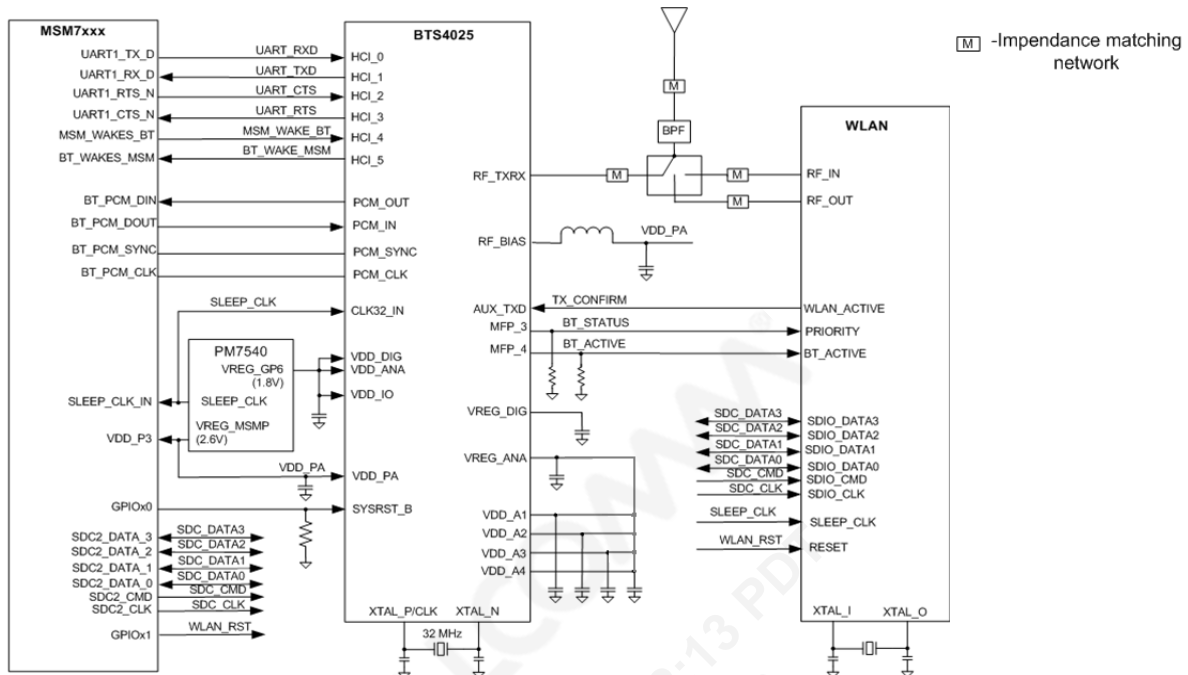 MSM7xxx
UART1_TX_D
UART1_RX_D
UART1_RTS_N
UART1_CTS_N
MSM_WAKES_BT
BT_WAKES_MSM
BT_PCM_DIN
BT_PCM_DOUT
BT_PCM_SYNC
BT_PCM_CLK
SLEEP_CLK_IN
VDD_P3
GPIOx0
SDC2_DATA_3
SDC2_DATA_2
SDC2_DATA_1
SDC2_DATA_0
SDC2_CMD
SDC2_CLK
GPIOx1
UART_RXD
UART_TXD
UART_CTS
UART_RTS
MSM_WAKE_BT
BT_WAKE_MSM
SLEEP_CLK
PM7540
VREG_GP6
(1.8V)
SLEEP_CLK
VREG_MSMP
(2.6V)
VDD_PA
SDC_DATA3
SDC_DATA2
SDC_DATA1
SDC_DATA0
SDC_CMD
SDC_CLK
WLAN_RST
BTS4025
HCI_0
HCI_1
HCI_2
HCI_3
HCI_4
HCI_5
PCM_OUT
PCM_IN
PCM_SYNC
PCM_CLK
CLK32_IN
VDD_DIG
VDD_ANA
VDD_IO
VDD_PA
SYSRST_B
RF_TXRX
RF_BIAS
AUX_TXD
MFP_3
MFP_4
VREG_DIG
VREG_ANA
VDD_A1
VDD_A2
VDD_A3
VDD_A4
XTAL_P/CLK
XTAL_N
32 MHz
M
BPF
M
M
M
VDD_PA
TX_CONFIRM
BT_STATUS
BT_ACTIVE
SDC_DATA3
SDC_DATA2
SDC_DATA1
SDC_DATA0
SDC_CMD
SDC_CLK
SLEEP_CLK
WLAN_RST
WLAN
RF_IN
RF_OUT
WLAN_ACTIVE
PRIORITY
BT_ACTIVE
SDIO_DATA3
SDIO_DATA2
SDIO_DATA1
SDIO_DATA0
SDIO_CMD
SDIO_CLK
SLEEP_CLK
RESET
XTAL_I
XTAL_O
M -Impendance matching
network